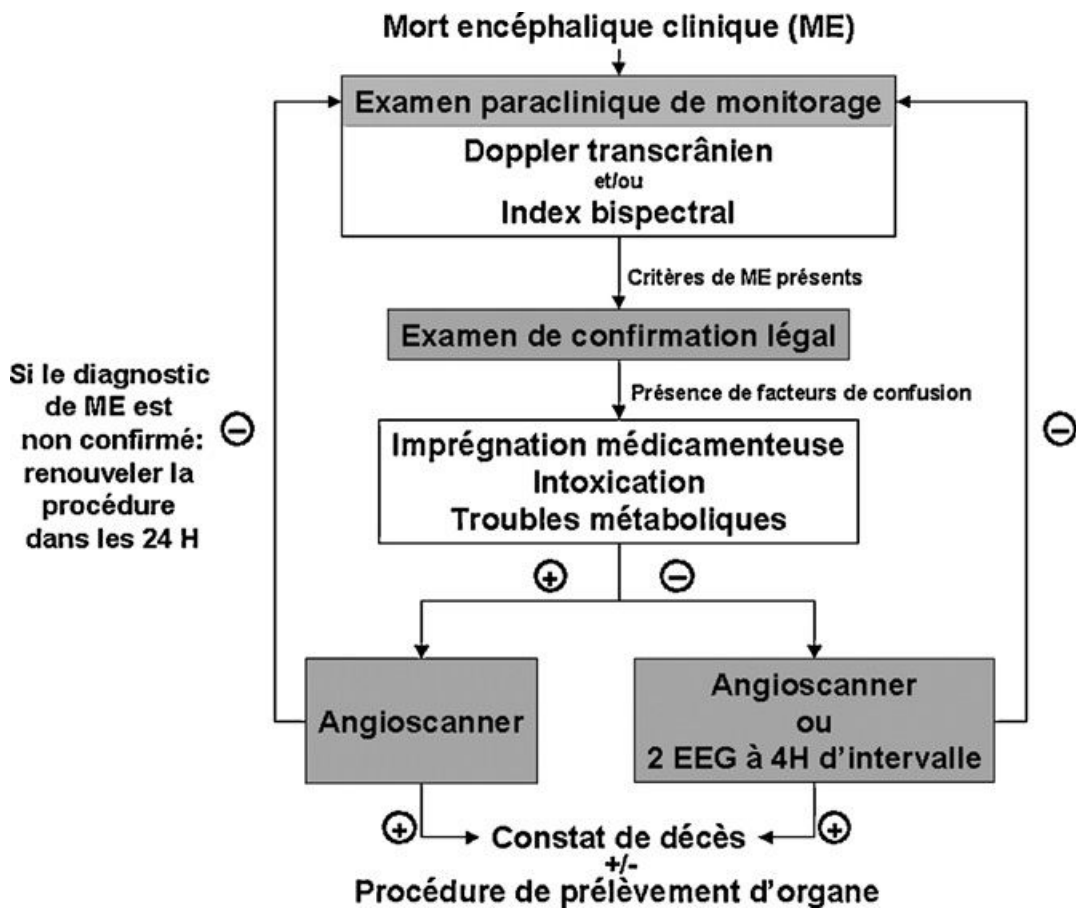 Mort encéphalique clinique (ME)
Examen paraclinique de monitorage
Doppler transcrânien
et/ou
Index bispectral
Critères de ME présents
Examen de confirmation légal
Présence de facteurs de confusion
Si le diagnostic
de ME est
non confirmé:
renouveler la
procédure
dans les 24 H
−
−
Imprégnation médicamenteuse
Intoxication
Troubles métaboliques
+
−
Angioscanner
Angioscanner
ou
2 EEG à 4H d'intervalle
+
+
Constat de décès
+/-
Procédure de prélèvement d'organe